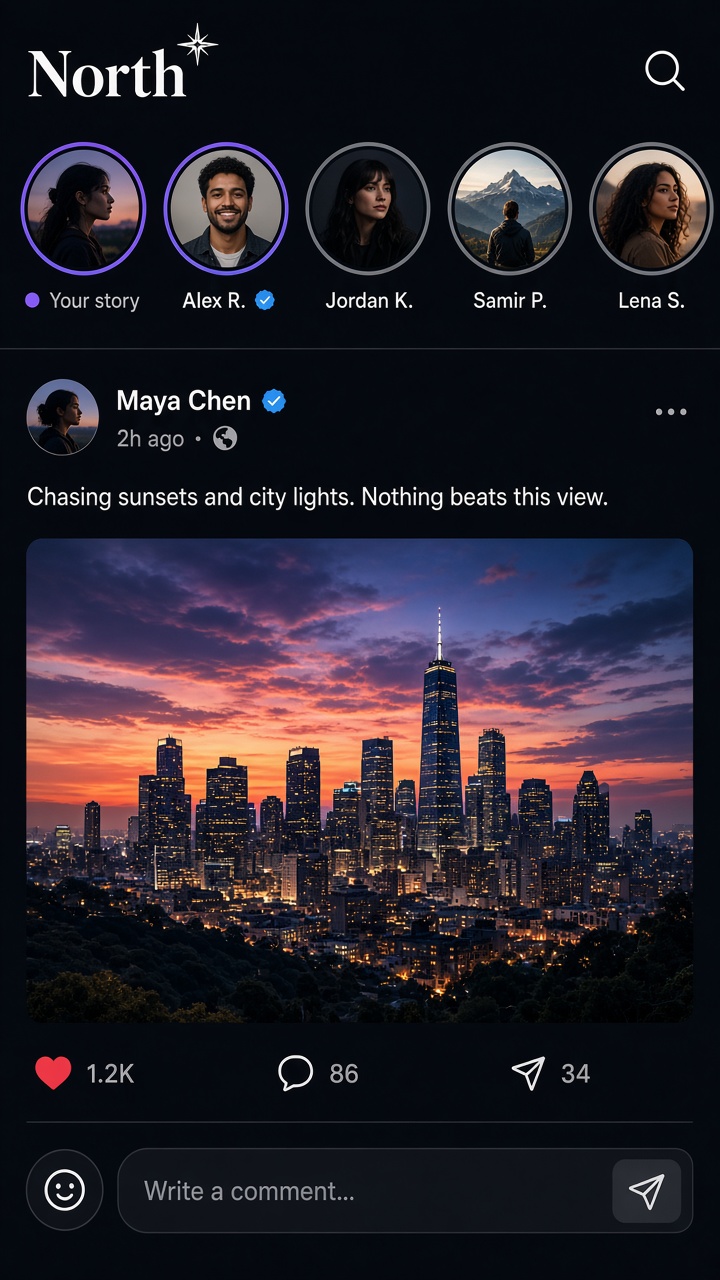 North
Your story
Alex R.
Jordan K.
Samir P.
Lena S.
Maya Chen
2h ago •
Chasing sunsets and city lights. Nothing beats this view.
1.2K
86
34
Write a comment...